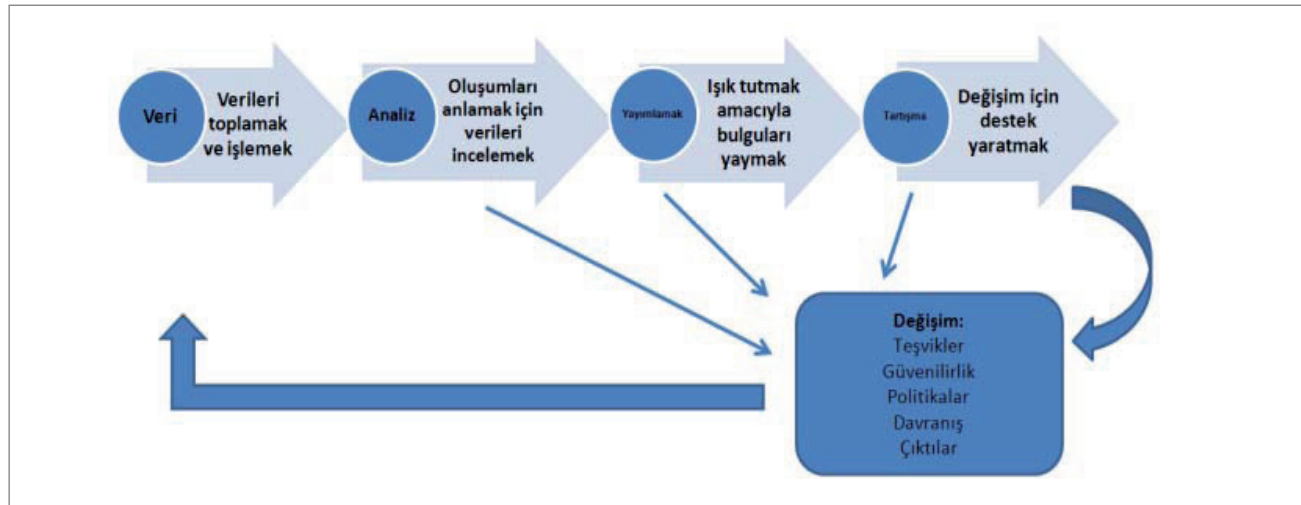 Veri
Verileri
toplamak
ve işlemek
Analiz
Oluşumları
anlamak için
verileri
incelemek
Yayımlamak
Işık tutmak
amacıyla
bulguları
yaymak
Tartışma
Değişim için
destek
yaratmak
Değişim:
Teşvikler
Güvenilirlik
Politikalar
Davranış
Çıktılar